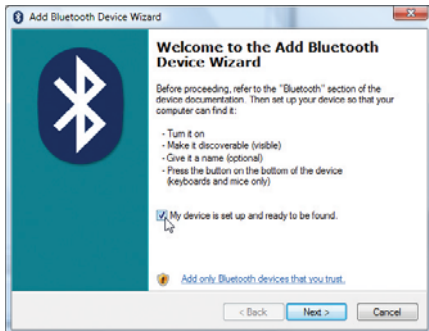 Add Bluetooth Device Wizard
Welcome to the Add Bluetooth
Device Wizard
Before proceeding, refer to the "Bluetooth" section of the
device documentation. Then set up your device so that your
computer can find it:
- Turn it on
- Make it discoverable (visible)
- Give it a name (optional)
- Press the button on the bottom of the device
(keyboards and mice only)
My device is set up and ready to be found.
Add only Bluetooth devices that you trust.
< Back Next > Cancel